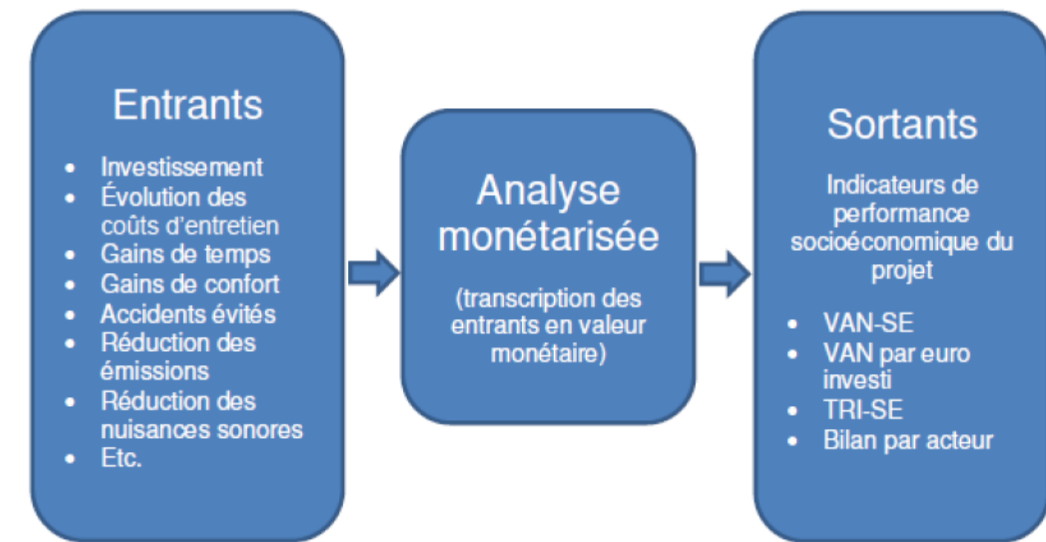 Entrants
• Investissement
• Évolution des
coûts d'entretien
• Gains de temps
• Gains de confort
• Accidents évités
• Réduction des
émissions
• Réduction des
nuisances sonores
• Etc.
Analyse
monétarisée
(transcription des
entrants en valeur
monétaire)
Sortants
Indicateurs de
performance
socioéconomique du
projet
• VAN-SE
• VAN par euro
investi
• TRI-SE
• Bilan par acteur